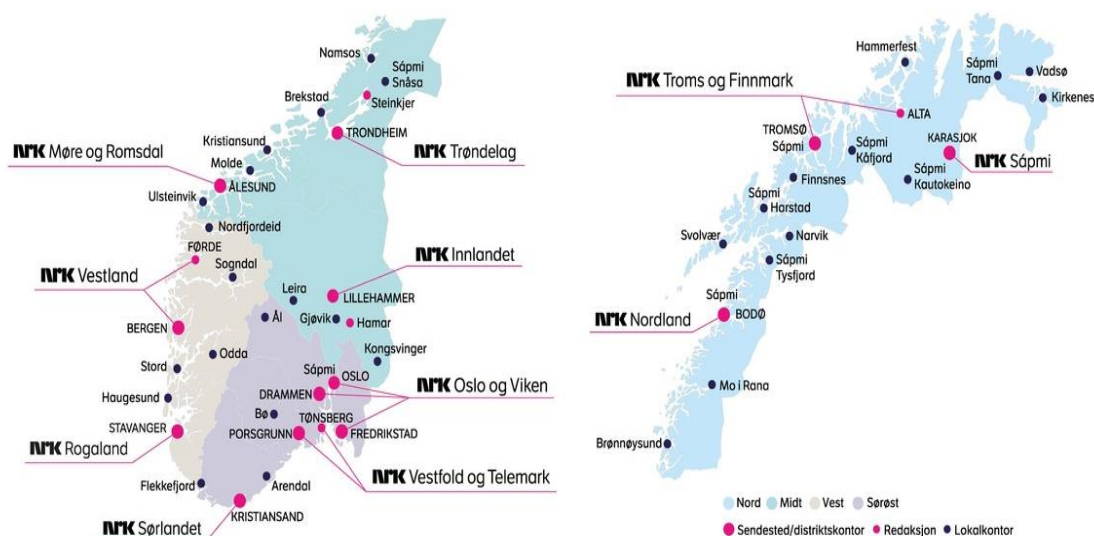 Namsos
Sápmi
Snåsa
Brekstad
Steinkjer
TRONDHEIM
NRK Trøndelag
Kristiansund
NRK Møre og Romsdal
Molde
ÅLESUND
Ulsteinvik
Nordfjordeid
FØRDE
NRK Vestland
Sogndal
NRK Innlandet
Leira
LILLEHAMMER
Ål
Gjøvik
Hamar
BERGEN
Odda
Kongsvinger
Stord
Sápmi
OSLO
NRK Oslo og Viken
DRAMMEN
Haugesund
Bø
TØNSBERG
STAVANGER
PORSGRUNN
FREDRIKSTAD
NRK Rogaland
NRK Vestfold og Telemark
Flekkefjord
Arendal
NRK Sørlandet
KRISTIANSAND
Hammerfest
Sápmi
Tana
Vadsø
NRK Troms og Finnmark
Kirkenes
ALTA
TROMSØ
Sápmi
Sápmi
Kåfjord
KARASJOK
NRK Sápmi
Finnsnes
Sápmi
Kautokeino
Sápmi
Harstad
Svolvær
Narvik
Sápmi
Tysfjord
Sápmi
NRK Nordland
BODØ
Mo i Rana
Brønnøysund
Nord Midt Vest Sørøst
Sendested/distriktskontor Redaksjon Lokalkontor